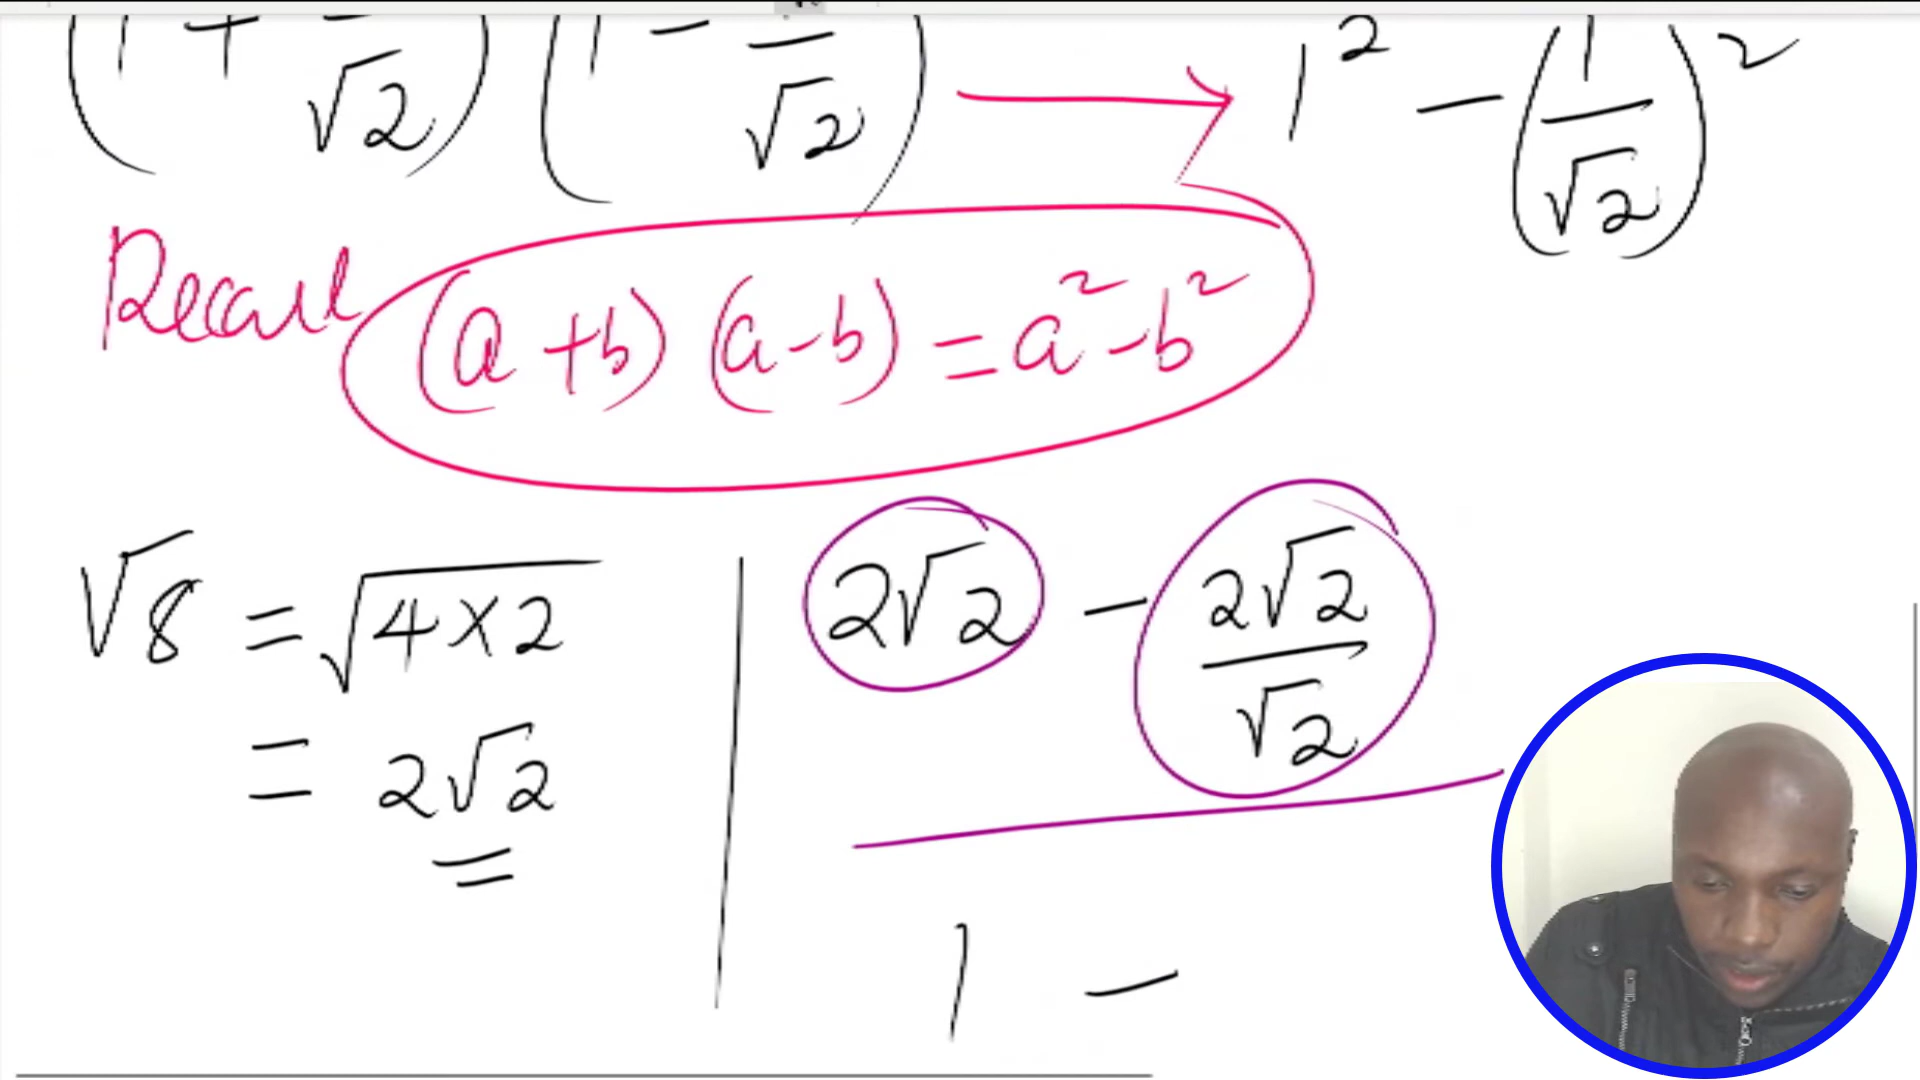 (1 + 1/√2)(1 − 1/√2) → 1² − (1/√2)²
Recall (a+b)(a-b) = a² - b²
√8 = √4×2
= 2√2
2√2 − 2√2/√2
1 −